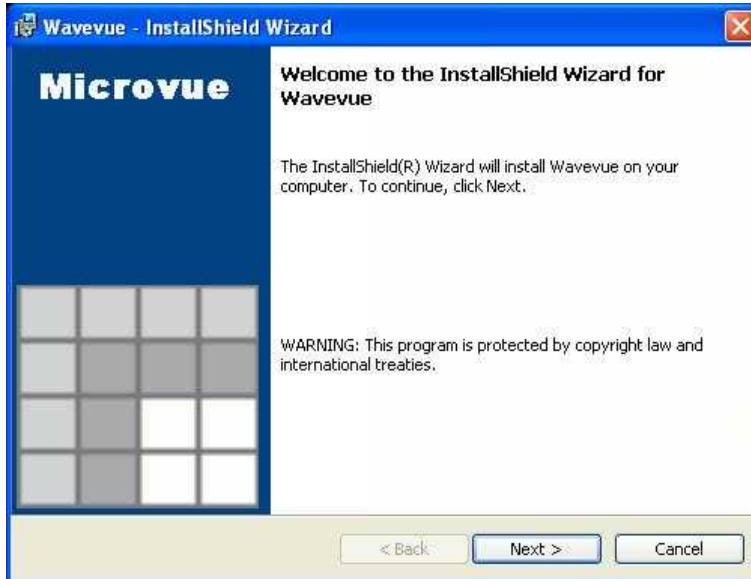 Wavevue - InstallShield Wizard
Microvue
Welcome to the InstallShield Wizard for
Wavevue
The InstallShield(R) Wizard will install Wavevue on your
computer. To continue, click Next.
WARNING: This program is protected by copyright law and
international treaties.
< Back
Next >
Cancel